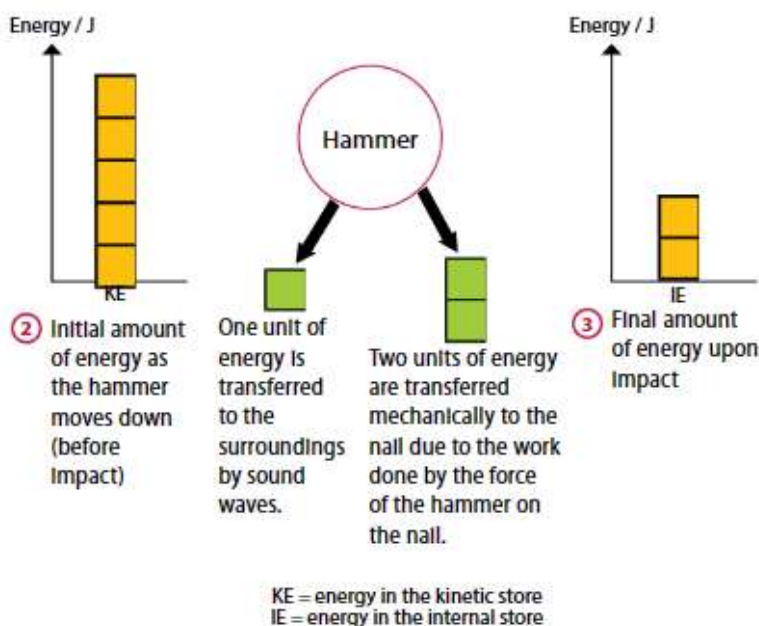 Energy / J
Energy / J
Hammer
KE
IE
2 Initial amount
of energy as
the hammer
moves down
(before
impact)
One unit of
energy is
transferred
to the
surroundings
by sound
waves.
Two units of energy
are transferred
mechanically to the
nail due to the work
done by the force
of the hammer on
the nail.
3 Final amount
of energy upon
impact
KE = energy in the kinetic store
IE = energy in the internal store